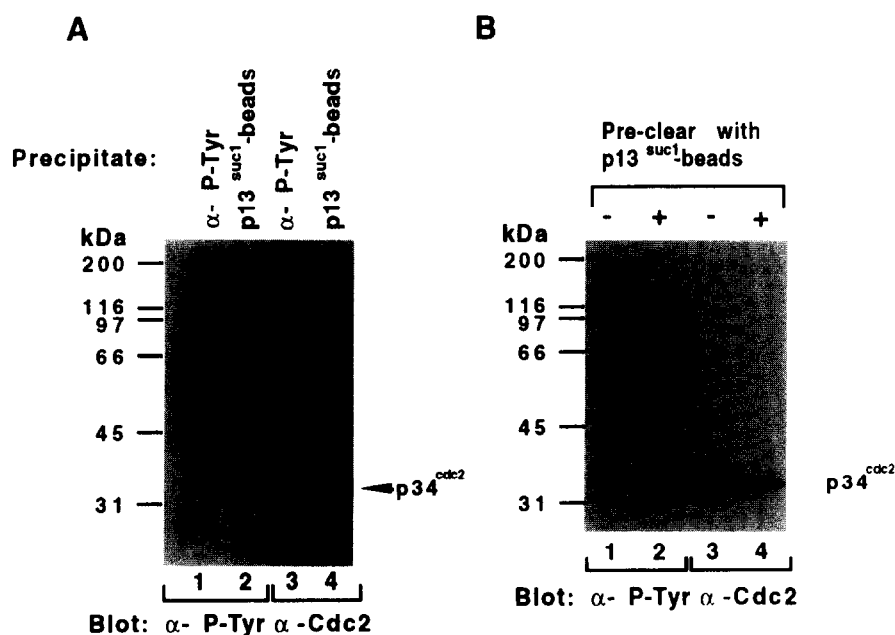 A
Precipitate:
α- P-Tyr
p13 suc1-beads
α- P-Tyr
p13 suc1-beads
kDa
200
116
97
66
45
31
p34cdc2
1 2 3 4
Blot: α- P-Tyr α-Cdc2
B
Pre-clear with
p13 suc1-beads
- + - +
kDa
200
116
97
66
45
31
p34cdc2
1 2 3 4
Blot: α- P-Tyr α -Cdc2